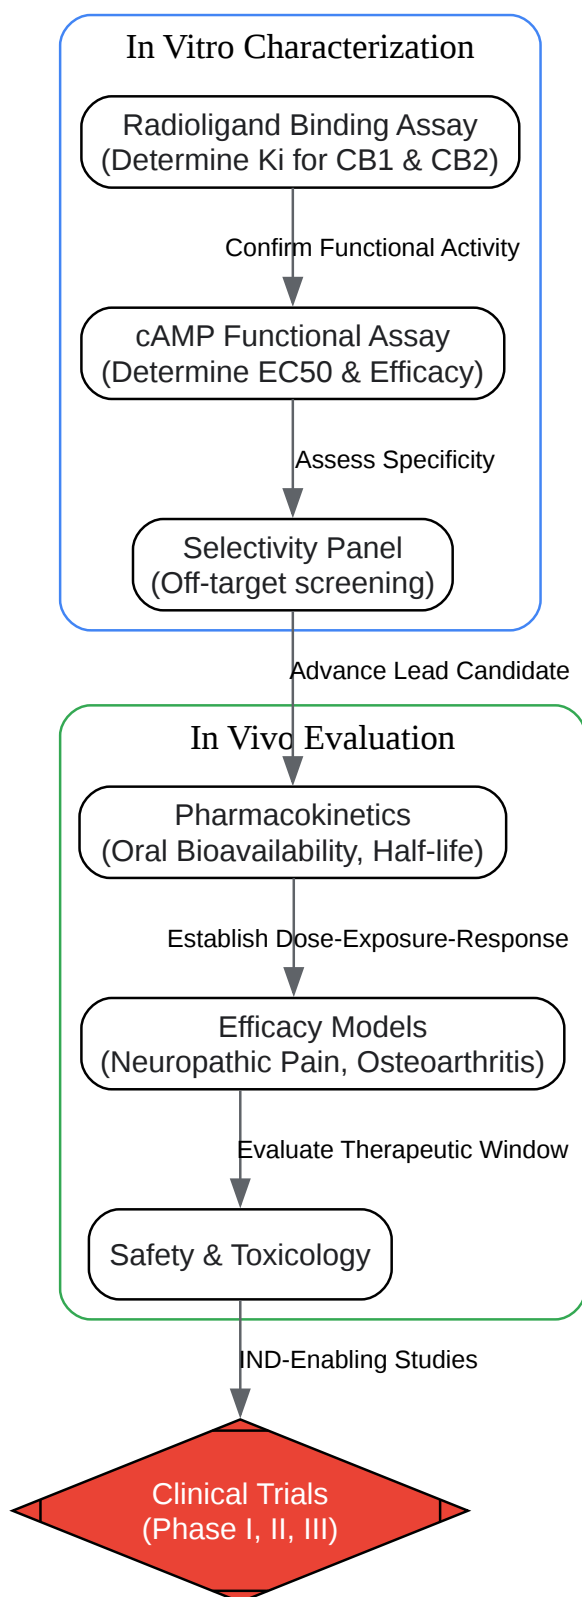 In Vitro Characterization
Radioligand Binding Assay
(Determine Ki for CB1 & CB2)
Confirm Functional Activity
cAMP Functional Assay
(Determine EC50 & Efficacy)
Assess Specificity
Selectivity Panel
(Off-target screening)
Advance Lead Candidate
In Vivo Evaluation
Pharmacokinetics
(Oral Bioavailability, Half-life)
Establish Dose-Exposure-Response
Efficacy Models
(Neuropathic Pain, Osteoarthritis)
Evaluate Therapeutic Window
Safety & Toxicology
IND-Enabling Studies
Clinical Trials
(Phase I, II, III)